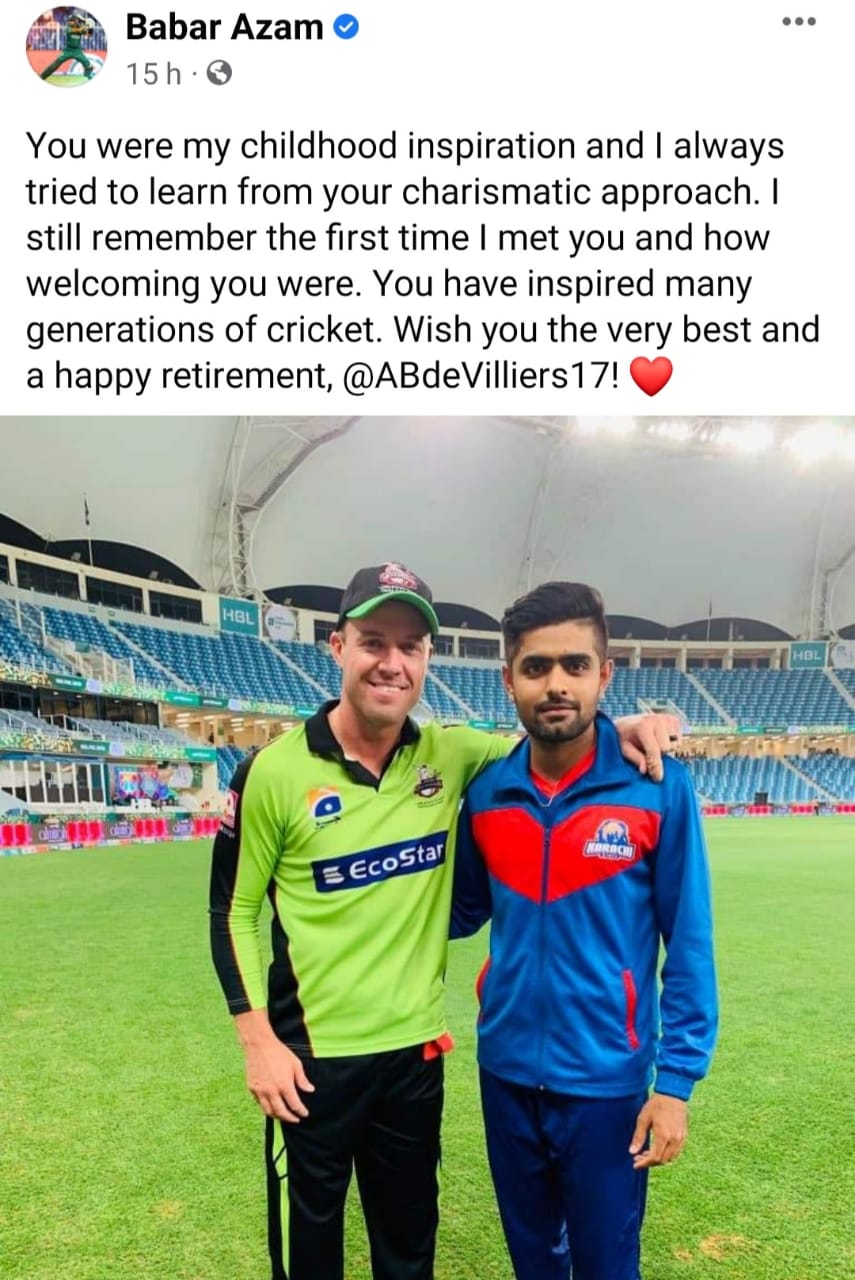 Babar Azam
15 h ·
You were my childhood inspiration and I always
tried to learn from your charismatic approach. I
still remember the first time I met you and how
welcoming you were. You have inspired many
generations of cricket. Wish you the very best and
a happy retirement, @ABdeVilliers17! ❤️
HBL
HBL
EcoStar
KARACHI